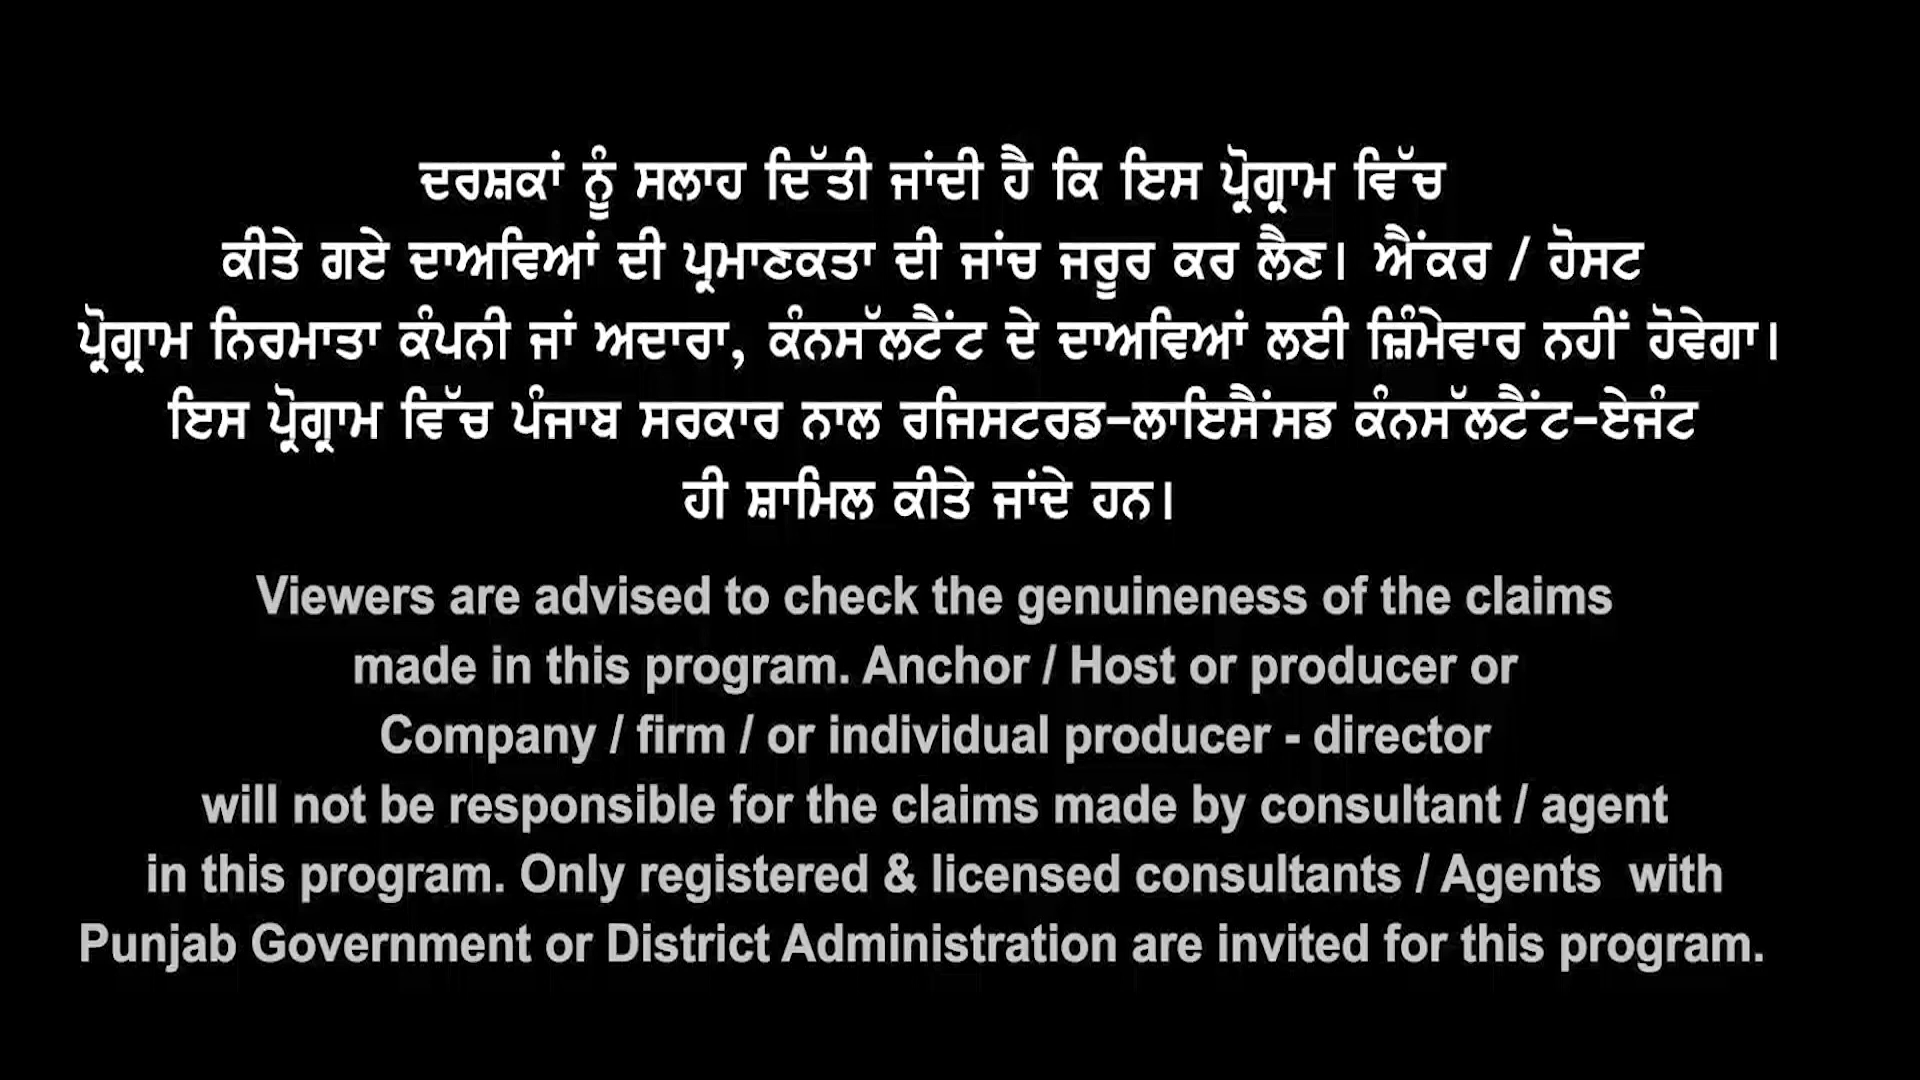 ਦਰਸ਼ਕਾਂ ਨੂੰ ਸਲਾਹ ਦਿੱਤੀ ਜਾਂਦੀ ਹੈ ਕਿ ਇਸ ਪ੍ਰੋਗ੍ਰਾਮ ਵਿੱਚ
ਕੀਤੇ ਗਏ ਦਾਅਵਿਆਂ ਦੀ ਪ੍ਰਮਾਣਕਤਾ ਦੀ ਜਾਂਚ ਜਰੂਰ ਕਰ ਲੈਣ। ਐਂਕਰ / ਹੋਸਟ
ਪ੍ਰੋਗ੍ਰਾਮ ਨਿਰਮਾਤਾ ਕੰਪਨੀ ਜਾਂ ਅਦਾਰਾ, ਕੰਨਸੱਲਟੈਂਟ ਦੇ ਦਾਅਵਿਆਂ ਲਈ ਜ਼ਿੰਮੇਵਾਰ ਨਹੀਂ ਹੋਵੇਗਾ।
ਇਸ ਪ੍ਰੋਗ੍ਰਾਮ ਵਿੱਚ ਪੰਜਾਬ ਸਰਕਾਰ ਨਾਲ ਰਜਿਸਟਰਡ-ਲਾਇਸੈਂਸਡ ਕੰਨਸੱਲਟੈਂਟ-ਏਜੰਟ
ਹੀ ਸ਼ਾਮਿਲ ਕੀਤੇ ਜਾਂਦੇ ਹਨ।
Viewers are advised to check the genuineness of the claims
made in this program. Anchor / Host or producer or
Company / firm / or individual producer - director
will not be responsible for the claims made by consultant / agent
in this program. Only registered & licensed consultants / Agents with
Punjab Government or District Administration are invited for this program.